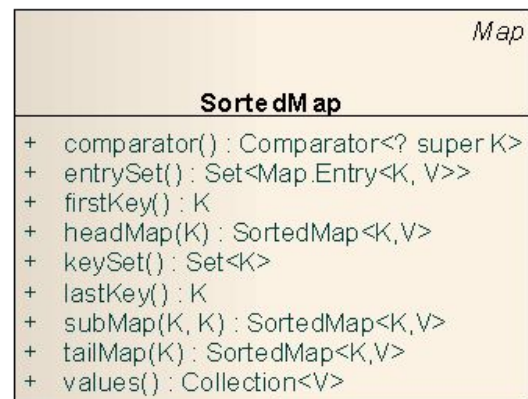 Map
SortedMap
+ comparator() : Comparator<? super K>
+ entrySet() : Set<Map.Entry<K, V>>
+ firstKey() : K
+ headMap(K) : SortedMap<K,V>
+ keySet() : Set<K>
+ lastKey() : K
+ subMap(K, K) : SortedMap<K,V>
+ tailMap(K) : SortedMap<K,V>
+ values() : Collection<V>